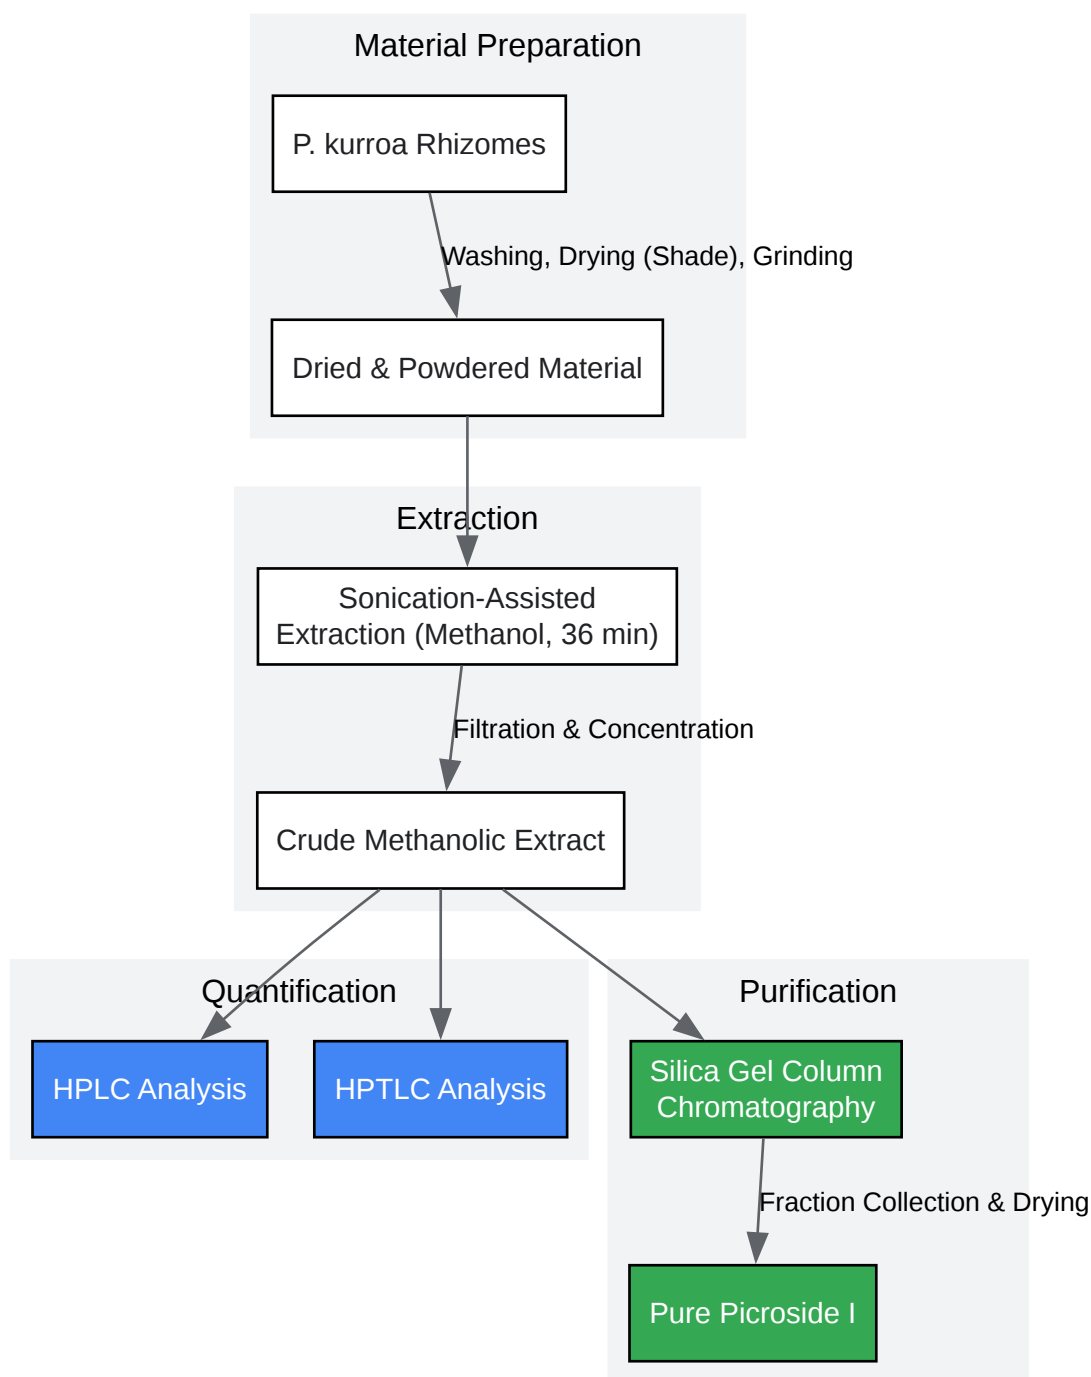 Material Preparation
P. kurroa Rhizomes
Washing, Drying (Shade), Grinding
Dried & Powdered Material
Extraction
Sonication-Assisted
Extraction (Methanol, 36 min)
Filtration & Concentration
Crude Methanolic Extract
Quantification
HPLC Analysis
HPTLC Analysis
Purification
Silica Gel Column
Chromatography
Fraction Collection & Drying
Pure Picroside I